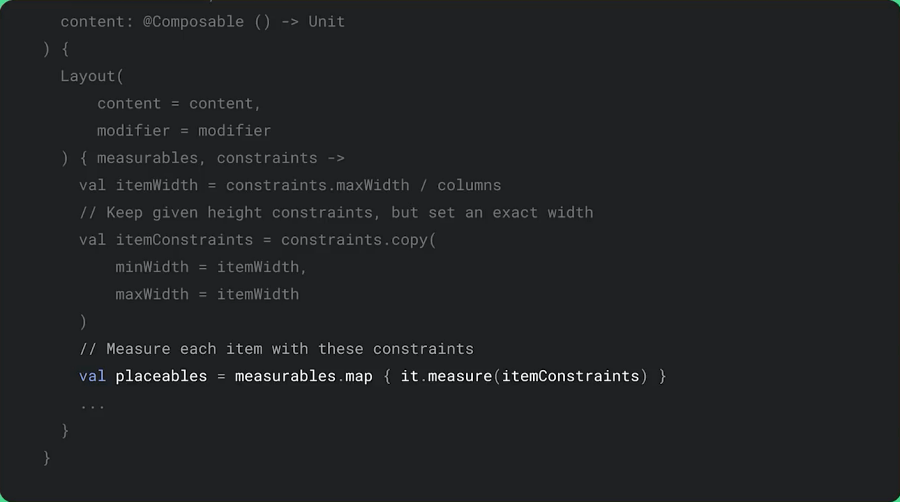 content: @Composable () -> Unit
) {
Layout(
content = content,
modifier = modifier
) { measurables, constraints ->
val itemWidth = constraints.maxWidth / columns
// Keep given height constraints, but set an exact width
val itemConstraints = constraints.copy(
minWidth = itemWidth,
maxWidth = itemWidth
)
// Measure each item with these constraints
val placeables = measurables.map { it.measure(itemConstraints) }
...
}
}